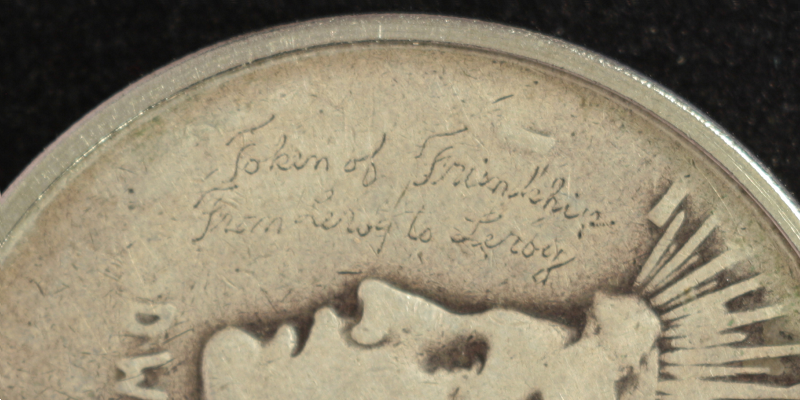 Token of Friendship
From Leroy to Leroy